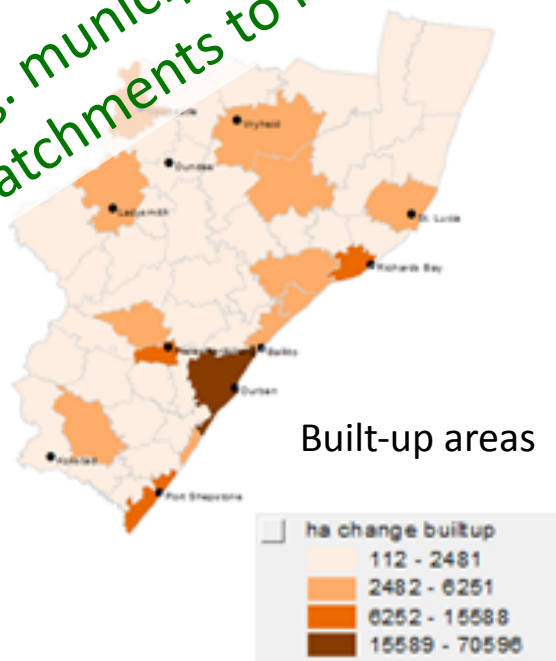 municip
atchments to
Vryheid
Dundee
Ladysmith
St. Lucia
Richards Bay
Ballito
Durban
Kokstad
Port Shepstone
Built-up areas
ha change builtup
112 - 2481
2482 - 6251
6252 - 15588
15589 - 70596